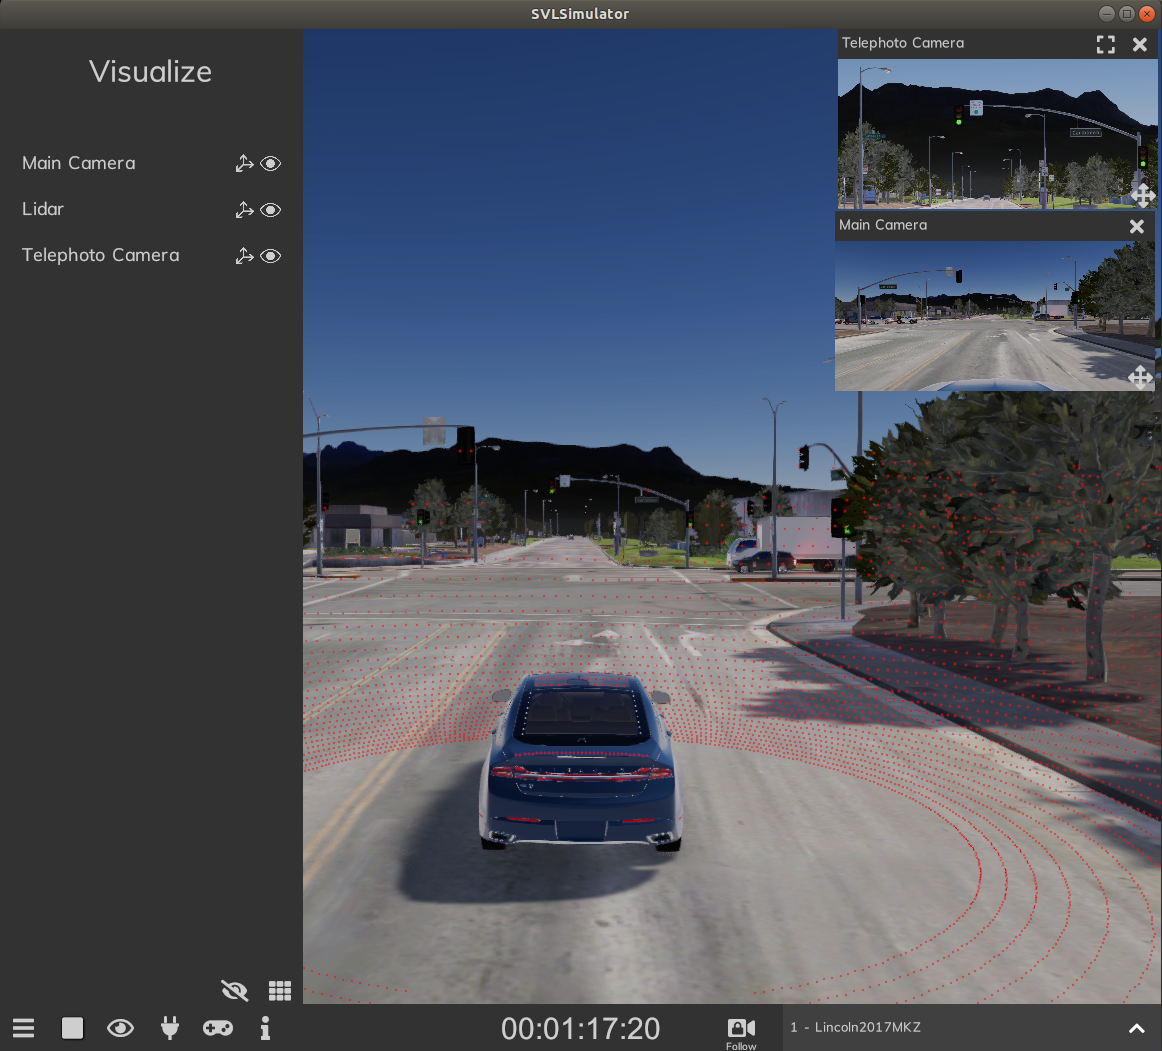 SVLSimulator
Visualize
Main Camera
Lidar
Telephoto Camera
Telephoto Camera
Main Camera
00:01:17:20
Follow
1 - Lincoln2017MKZ